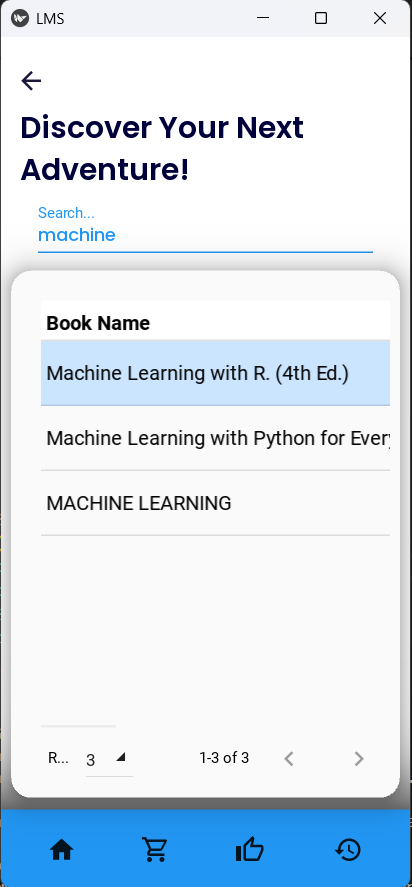 LMS
Discover Your Next
Adventure!
Search...
machine
Book Name
Machine Learning with R. (4th Ed.)
Machine Learning with Python for Every
MACHINE LEARNING
R... 3 1-3 of 3